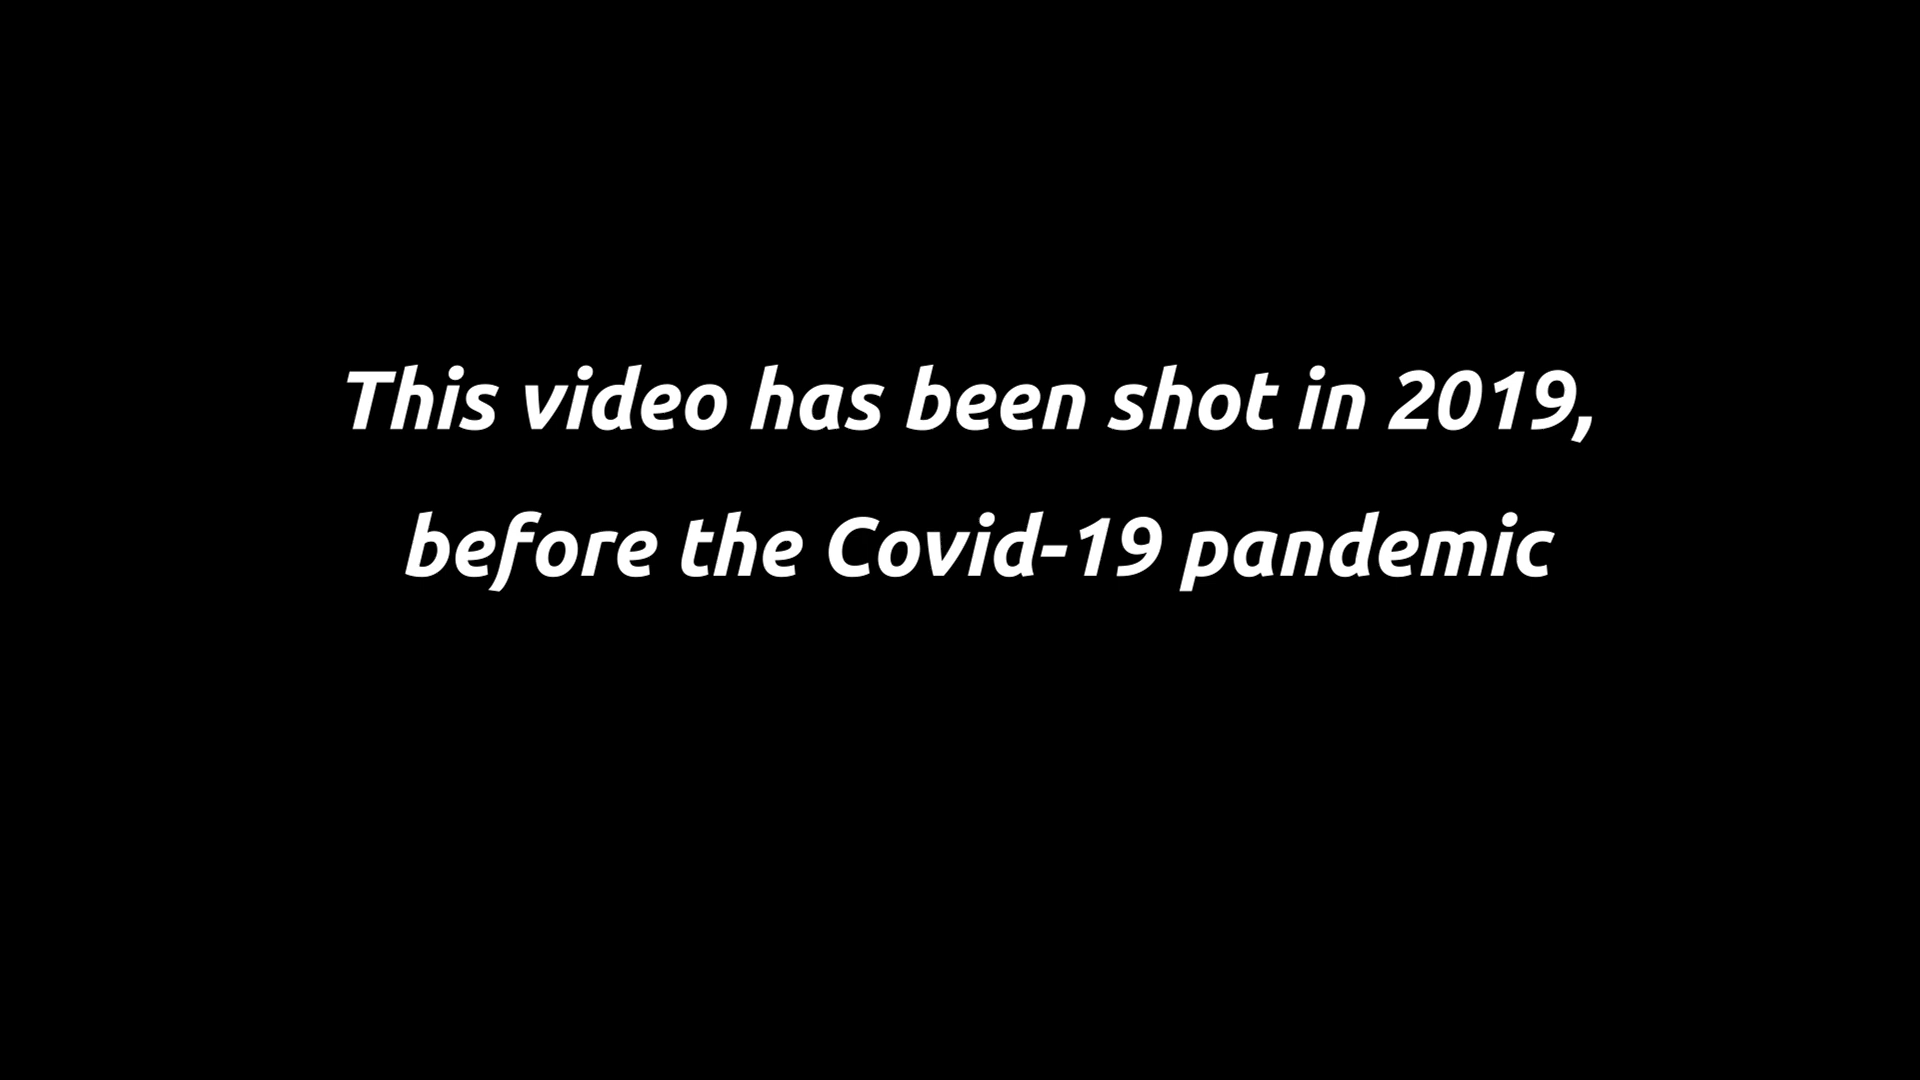 This video has been shot in 2019,
before the Covid-19 pandemic